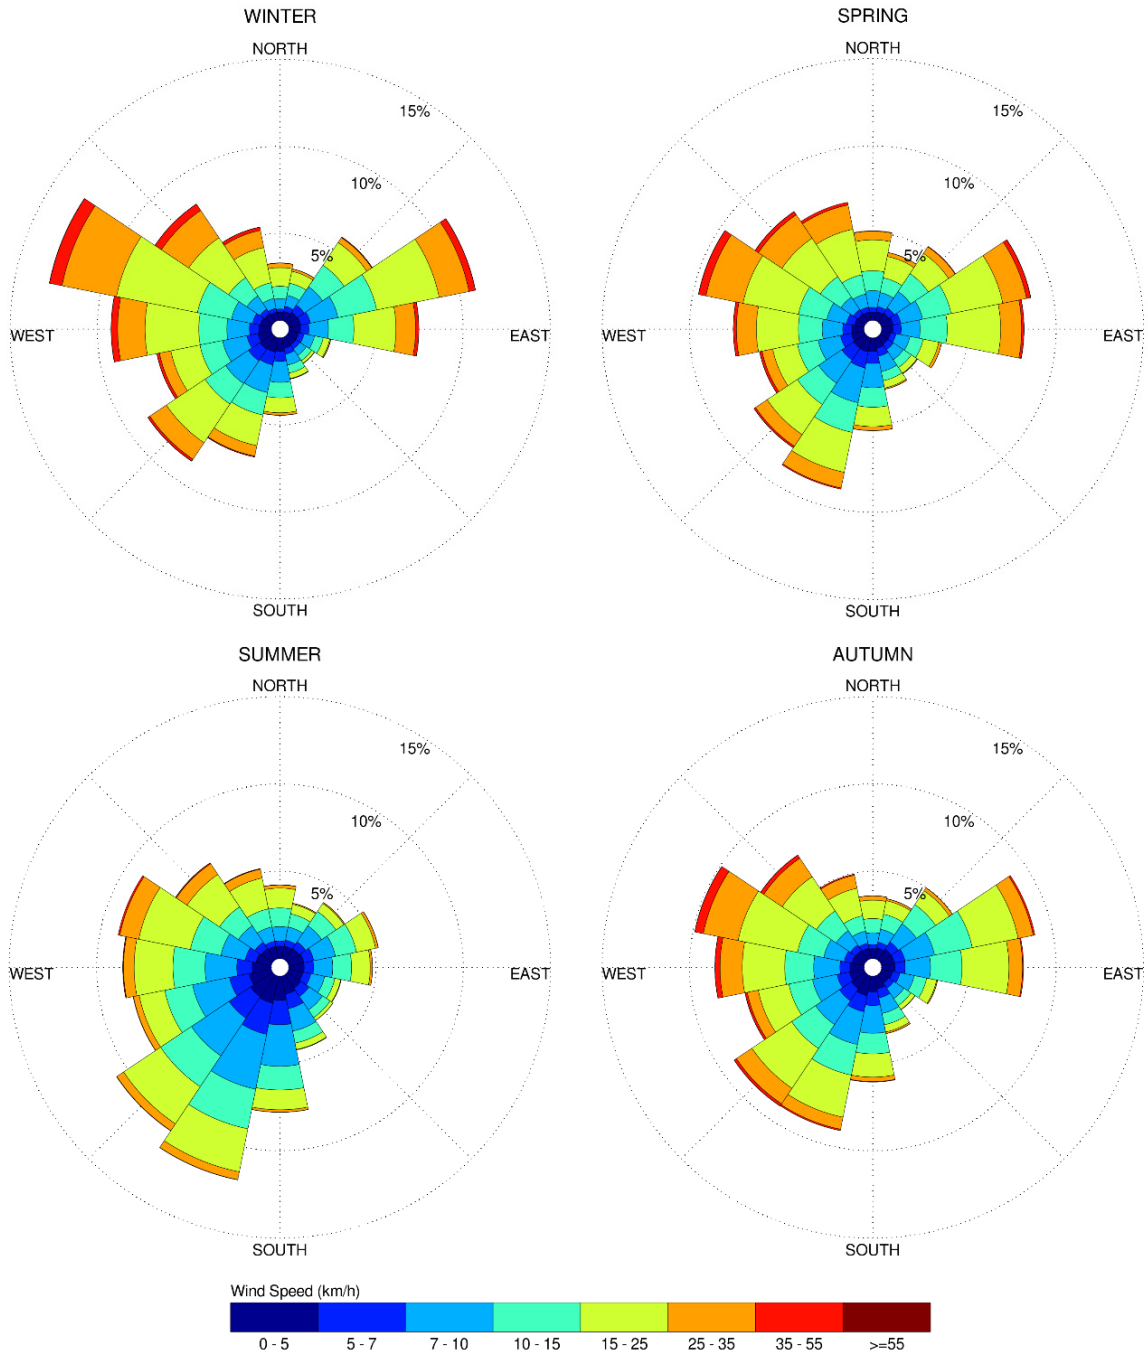 WINTER
SPRING
NORTH
NORTH
15%
15%
10%
10%
5%
5%
WEST
EAST
WEST
EAST
SOUTH
SOUTH
SUMMER
AUTUMN
NORTH
NORTH
15%
15%
10%
10%
5%
5%
WEST
EAST
WEST
EAST
SOUTH
SOUTH
Wind Speed (km/h)
0 - 5 5 - 7 7 - 10 10 - 15 15 - 25 25 - 35 35 - 55 >=55